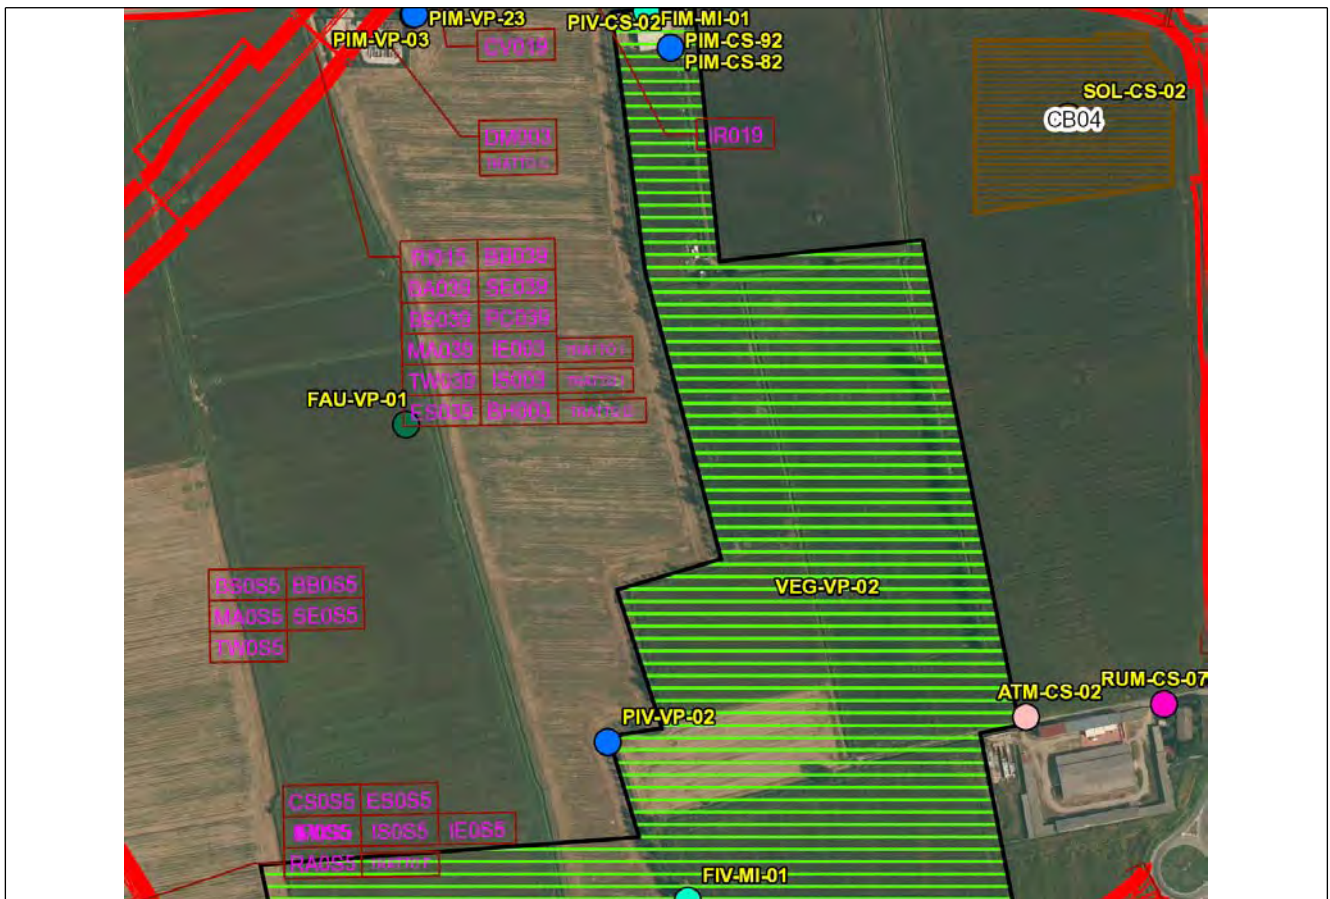 PIM-VP-23
PIV-CS-02
FIM-MI-01
PIM-VP-03
CV019
PIM-CS-92
PIM-CS-82
SOL-CS-02
CB04
DM003
IR019
BB039
SE039
BS039 PC039
MA039 IE003
TW039 IS003
FAU-VP-01
ES039 BH003
BS0S5 BB0S5
MA0S5 SE0S5
TW0S5
VEG-VP-02
RUM-CS-07
ATM-CS-02
PIV-VP-02
CS0S5 ES0S5
IS0S5 IE0S5
RA0S5
FIV-MI-01